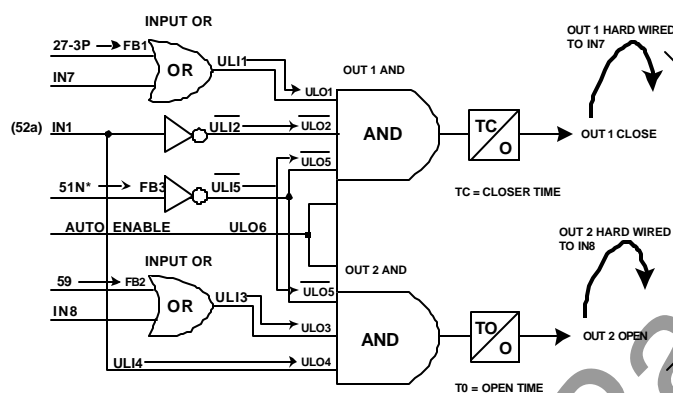 INPUT OR
27-3P FB1
OR
ULI1
IN7
ULO1
OUT 1 AND
OUT 1 HARD WIRED
TO IN7
(52a) IN1
ULI2
ULO2
AND
TC
O
OUT 1 CLOSE
ULO5
51N* FB3
ULI5
TC = CLOSER TIME
AUTO ENABLE ULO6
INPUT OR
OUT 2 AND
OUT 2 HARD WIRED
TO IN8
59 FB2
OR
ULI3
ULO5
IN8
ULO3
AND
TO
O
OUT 2 OPEN
ULI4
ULO4
T0 = OPEN TIME